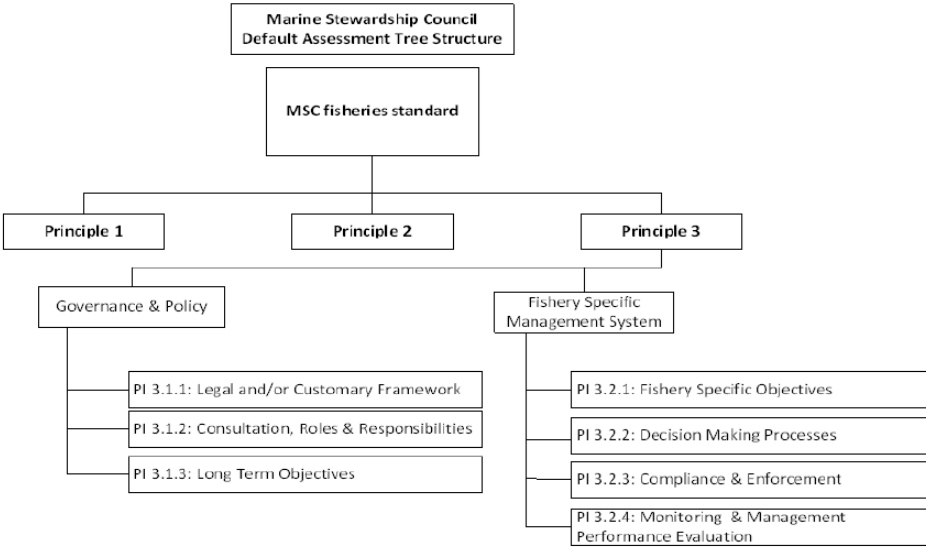 Marine Stewardship Council
Default Assessment Tree Structure
MSC fisheries standard
Principle 1
Principle 2
Principle 3
Governance & Policy
Fishery Specific
Management System
PI 3.1.1: Legal and/or Customary Framework
PI 3.1.2: Consultation, Roles & Responsibilities
PI 3.1.3: Long Term Objectives
PI 3.2.1: Fishery Specific Objectives
PI 3.2.2: Decision Making Processes
PI 3.2.3: Compliance & Enforcement
PI 3.2.4: Monitoring & Management
Performance Evaluation